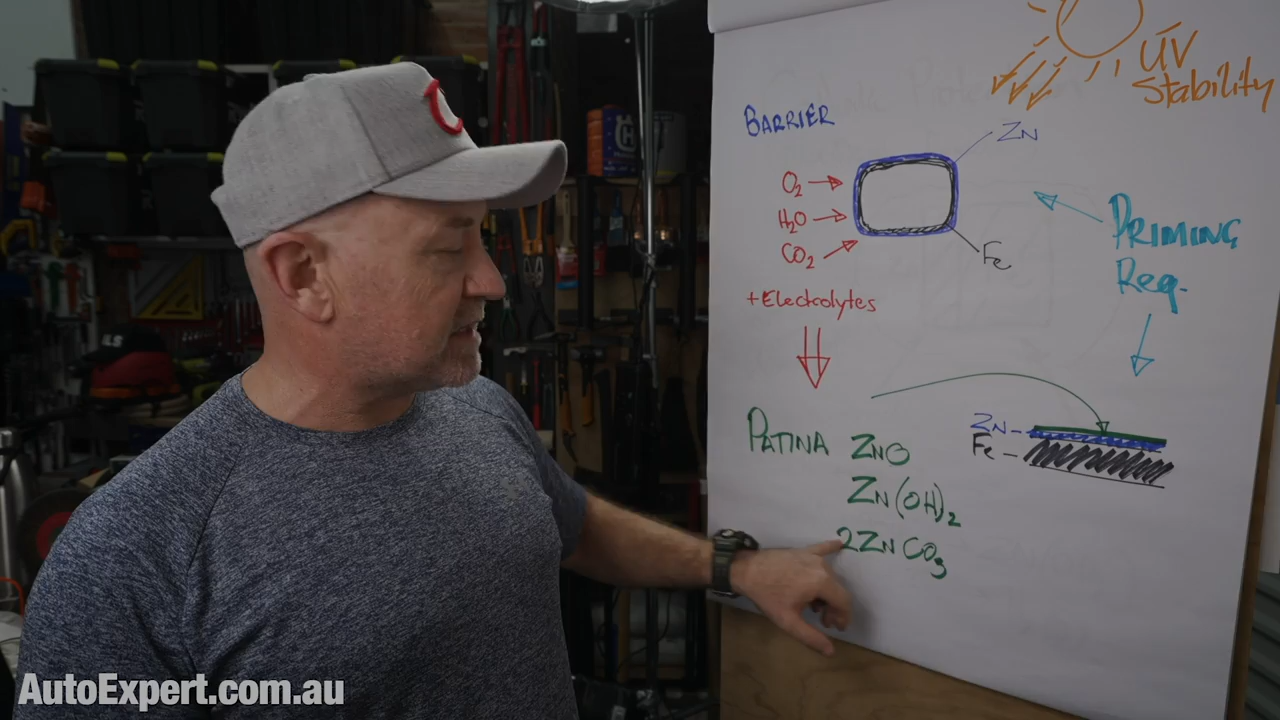 UV
Stability
BARRIER
ZN
O₂
H₂O
CO₂
Fe
PRIMING
Req.
+Electrolytes
PATINA ZNO
ZN(OH)₂
2ZNCO₃
ZN
Fe
C
Husqvarna
AutoExpert.com.au